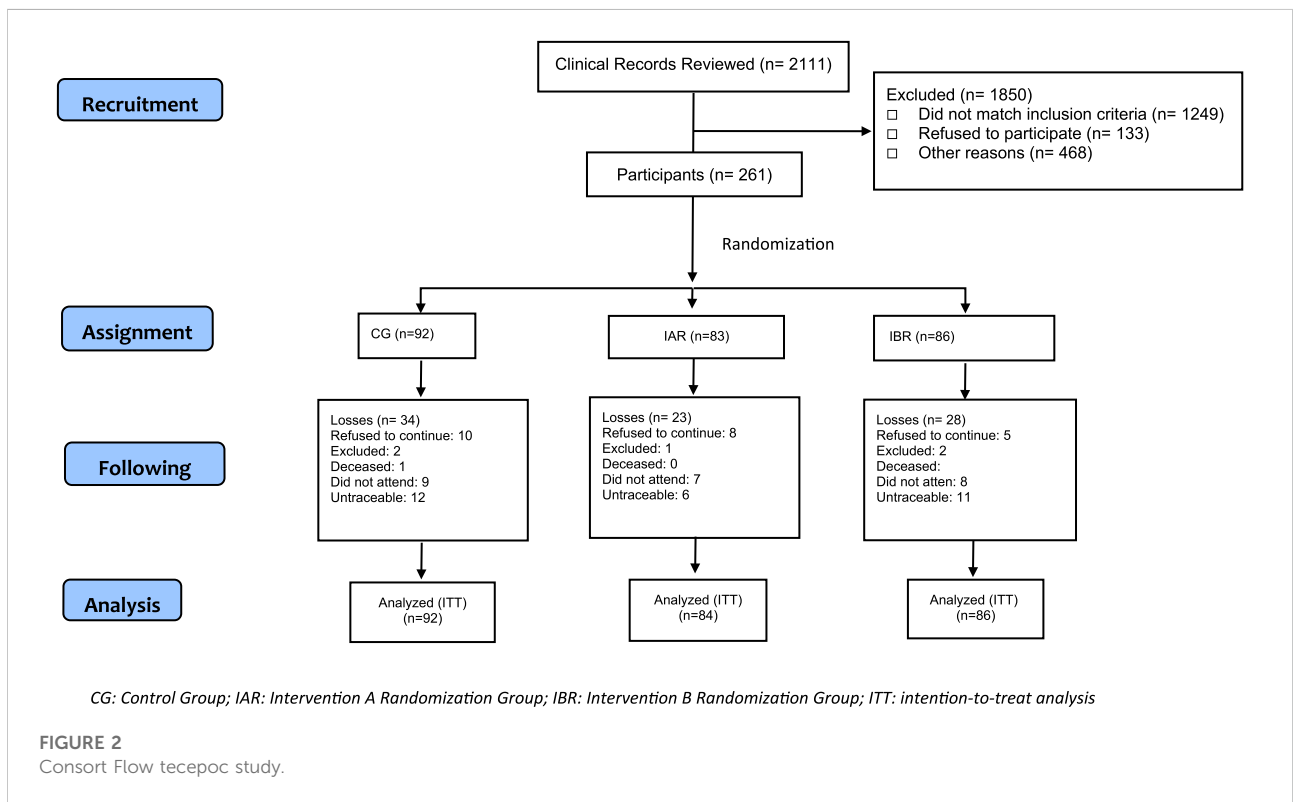 Clinical Records Reviewed (n= 2111)
Recruitment
Excluded (n= 1850)
☐ Did not match inclusion criteria (n= 1249)
☐ Refused to participate (n= 133)
☐ Other reasons (n= 468)
Participants (n= 261)
Randomization
Assignment
CG (n=92)
IAR (n=83)
IBR (n=86)
Following
Losses (n= 34)
Refused to continue: 10
Excluded: 2
Deceased: 1
Did not attend: 9
Untraceable: 12
Losses (n= 23)
Refused to continue: 8
Excluded: 1
Deceased: 0
Did not attend: 7
Untraceable: 6
Losses (n= 28)
Refused to continue: 5
Excluded: 2
Deceased:
Did not atten: 8
Untraceable: 11
Analysis
Analyzed (ITT)
(n=92)
Analyzed (ITT)
(n=84)
Analyzed (ITT)
(n=86)
CG: Control Group; IAR: Intervention A Randomization Group; IBR: Intervention B Randomization Group; ITT: intention-to-treat analysis
FIGURE 2
Consort Flow tecepoc study.